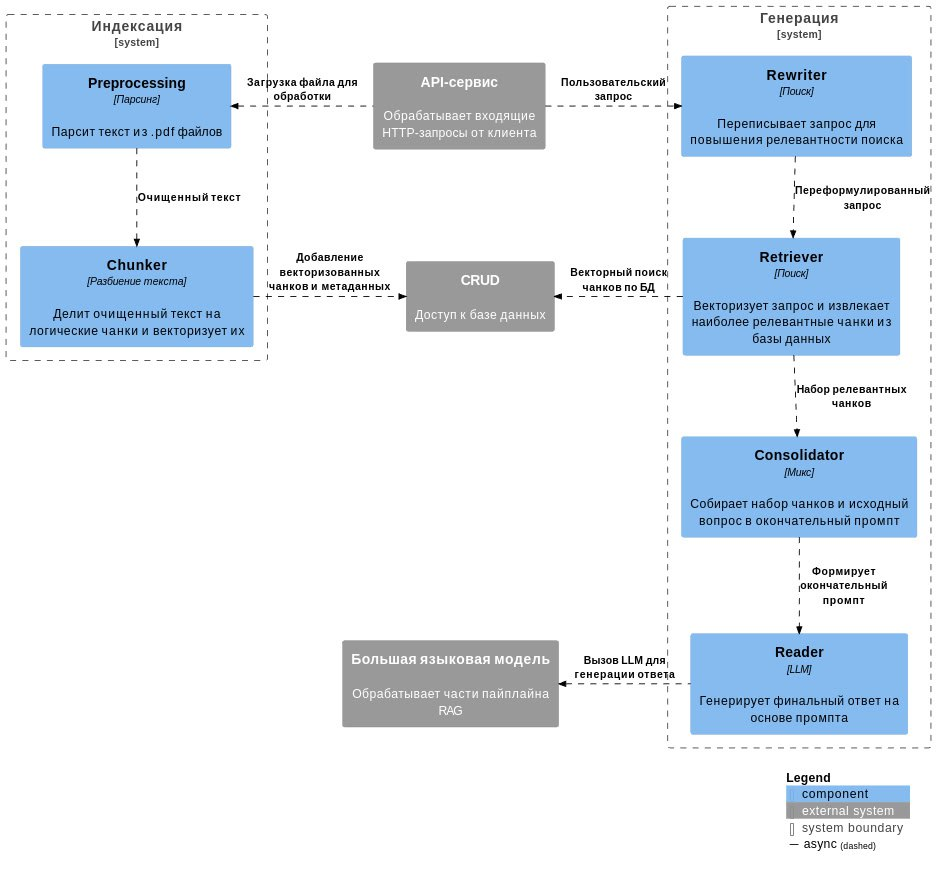 Индексация
[system]
Preprocessing
[Парсинг]
Парсит текст из .pdf файлов
Очищенный текст
Chunker
[Разбиение текста]
Делит очищенный текст на
логические чанки и векторизует их
Загрузка файла для
обработки
API-сервис
Обрабатывает входящие
HTTP-запросы от клиента
Пользовательский
запрос
Добавление
векторизованных
чанков и метаданных
CRUD
Доступ к базе данных
Векторный поиск
чанков по БД
Генерация
[system]
Rewriter
[Поиск]
Переписывает запрос для
повышения релевантности поиска
Переформулированный
запрос
Retriever
[Поиск]
Векторизует запрос и извлекает
наиболее релевантные чанки из
базы данных
Набор релевантных
чанков
Consolidator
[Микс]
Собирает набор чанков и исходный
вопрос в окончательный промпт
Формирует
окончательный
промпт
Reader
[LLM]
Генерирует финальный ответ на
основе промпта
Вызов LLM для
генерации ответа
Большая языковая модель
Обрабатывает части пайплайна
RAG
Legend
component
external system
system boundary
async (dashed)